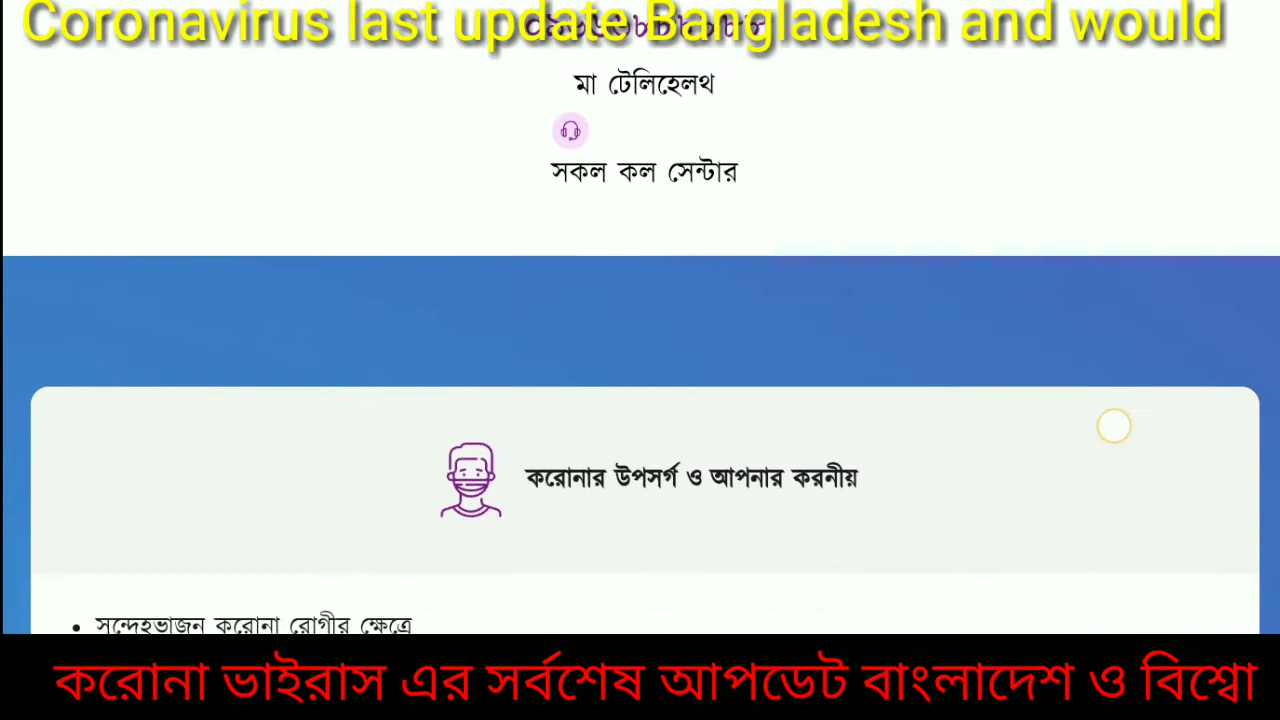 Coronavirus last update Bangladesh and would
মা টেলিহেলথ
সকল কল সেন্টার
করোনার উপসর্গ ও আপনার করনীয়
সন্দেহভাজন করোনা রোগীর ক্ষেত্রে
করোনা ভাইরাস এর সর্বশেষ আপডেট বাংলাদেশ ও বিশ্বো